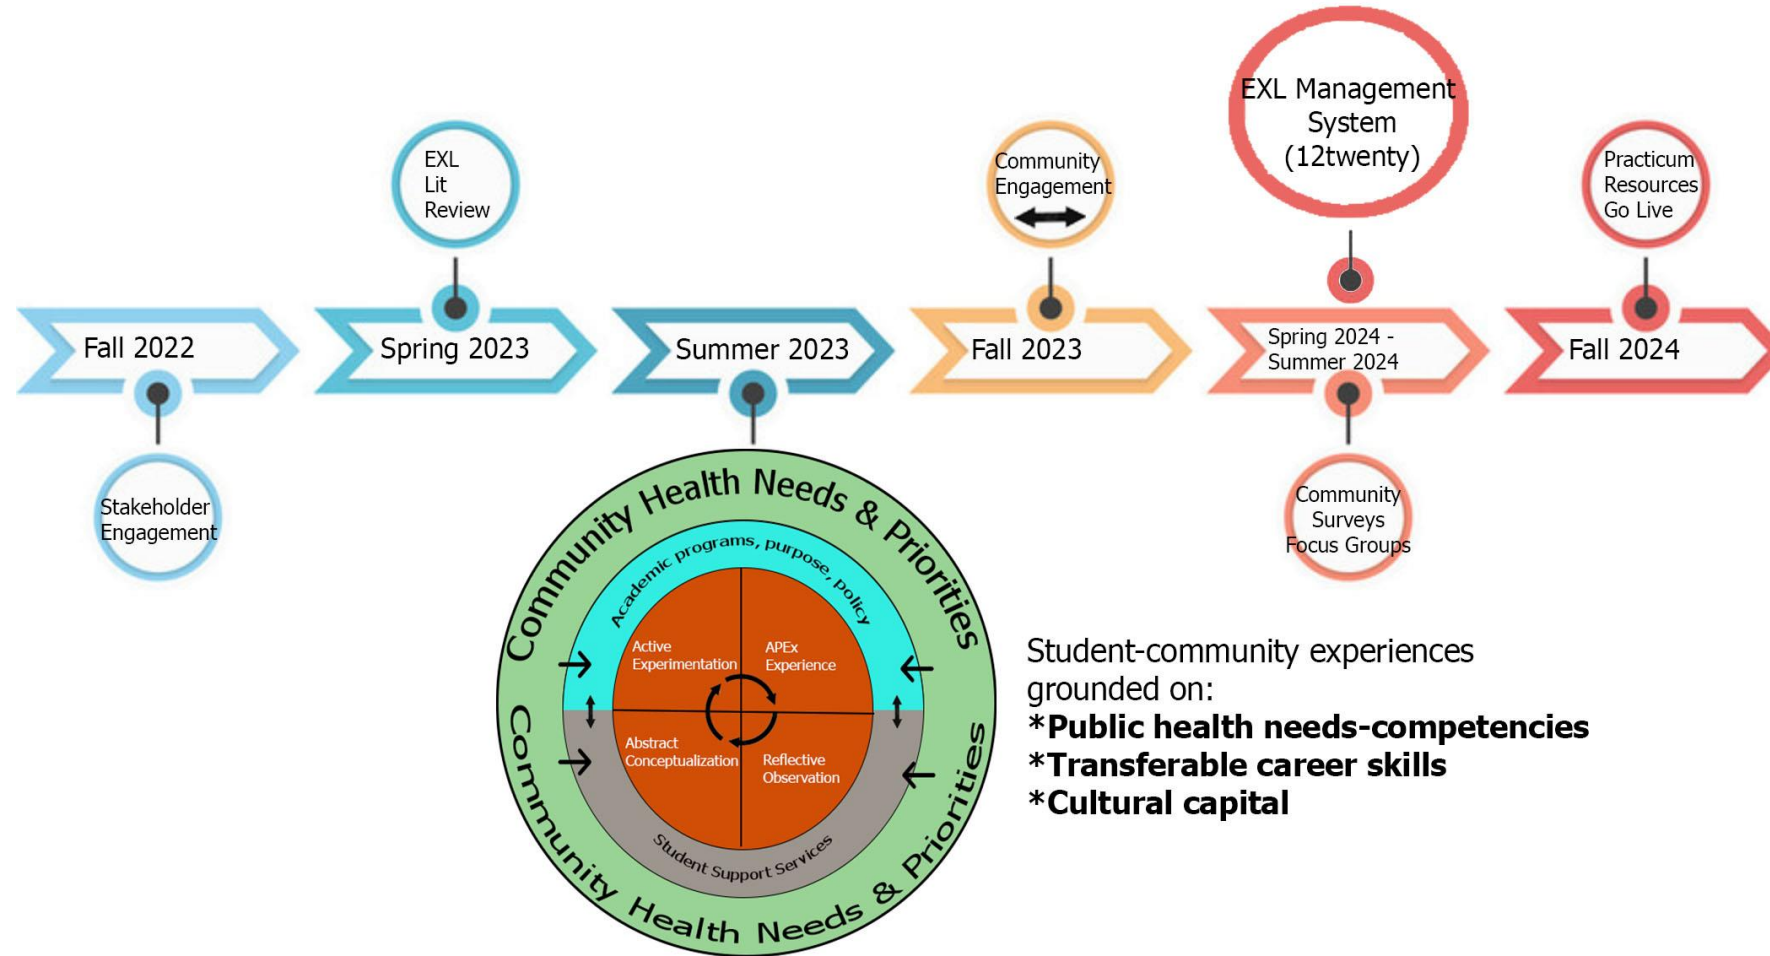 EXL Management
System
(12twenty)
EXL
Lit
Review
Community
Engagement
Practicum
Resources
Go Live
Fall 2022
Spring 2023
Summer 2023
Fall 2023
Spring 2024 -
Summer 2024
Fall 2024
Stakeholder
Engagement
Community
Surveys
Focus Groups
Community Health Needs & Priorities
Academic programs, purpose, policy
Active
Experimentation
APEx
Experience
Abstract
Conceptualization
Reflective
Observation
Student Support Services
Community Health Needs & Priorities
Student-community experiences
grounded on:
*Public health needs-competencies
*Transferable career skills
*Cultural capital